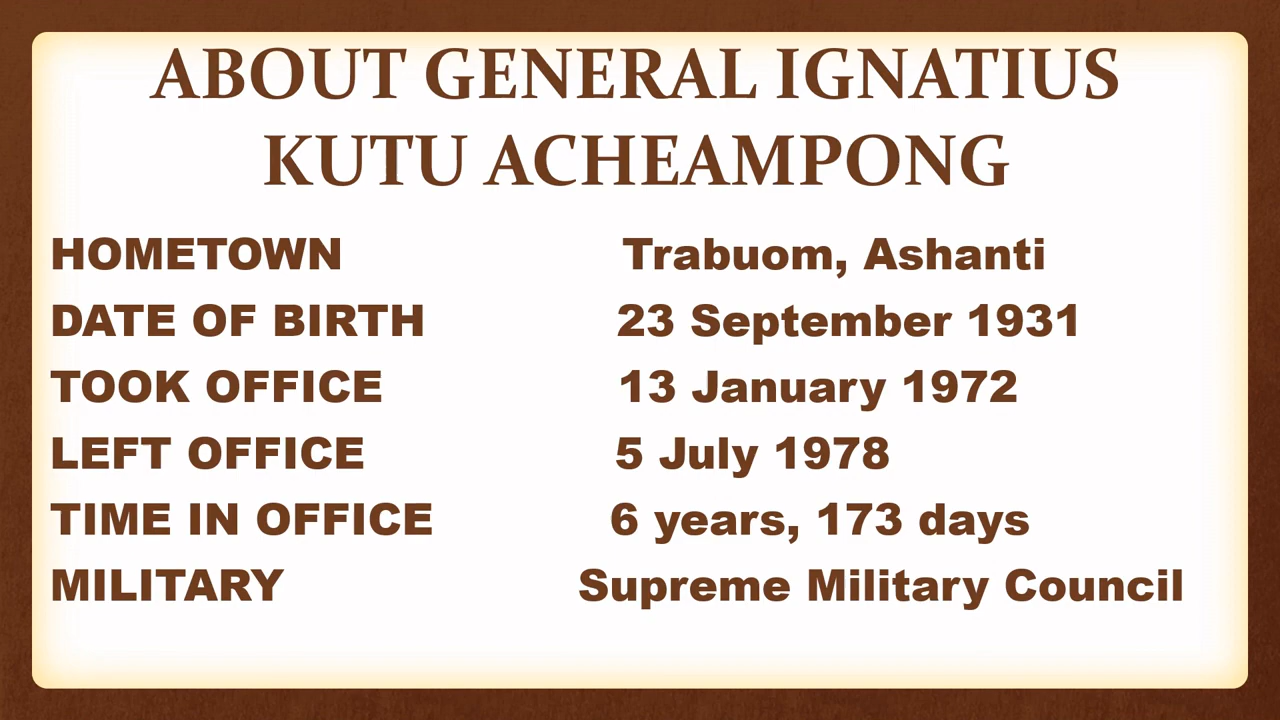 ABOUT GENERAL IGNATIUS
KUTU ACHEAMPONG
HOMETOWN Trabuom, Ashanti
DATE OF BIRTH 23 September 1931
TOOK OFFICE 13 January 1972
LEFT OFFICE 5 July 1978
TIME IN OFFICE 6 years, 173 days
MILITARY Supreme Military Council